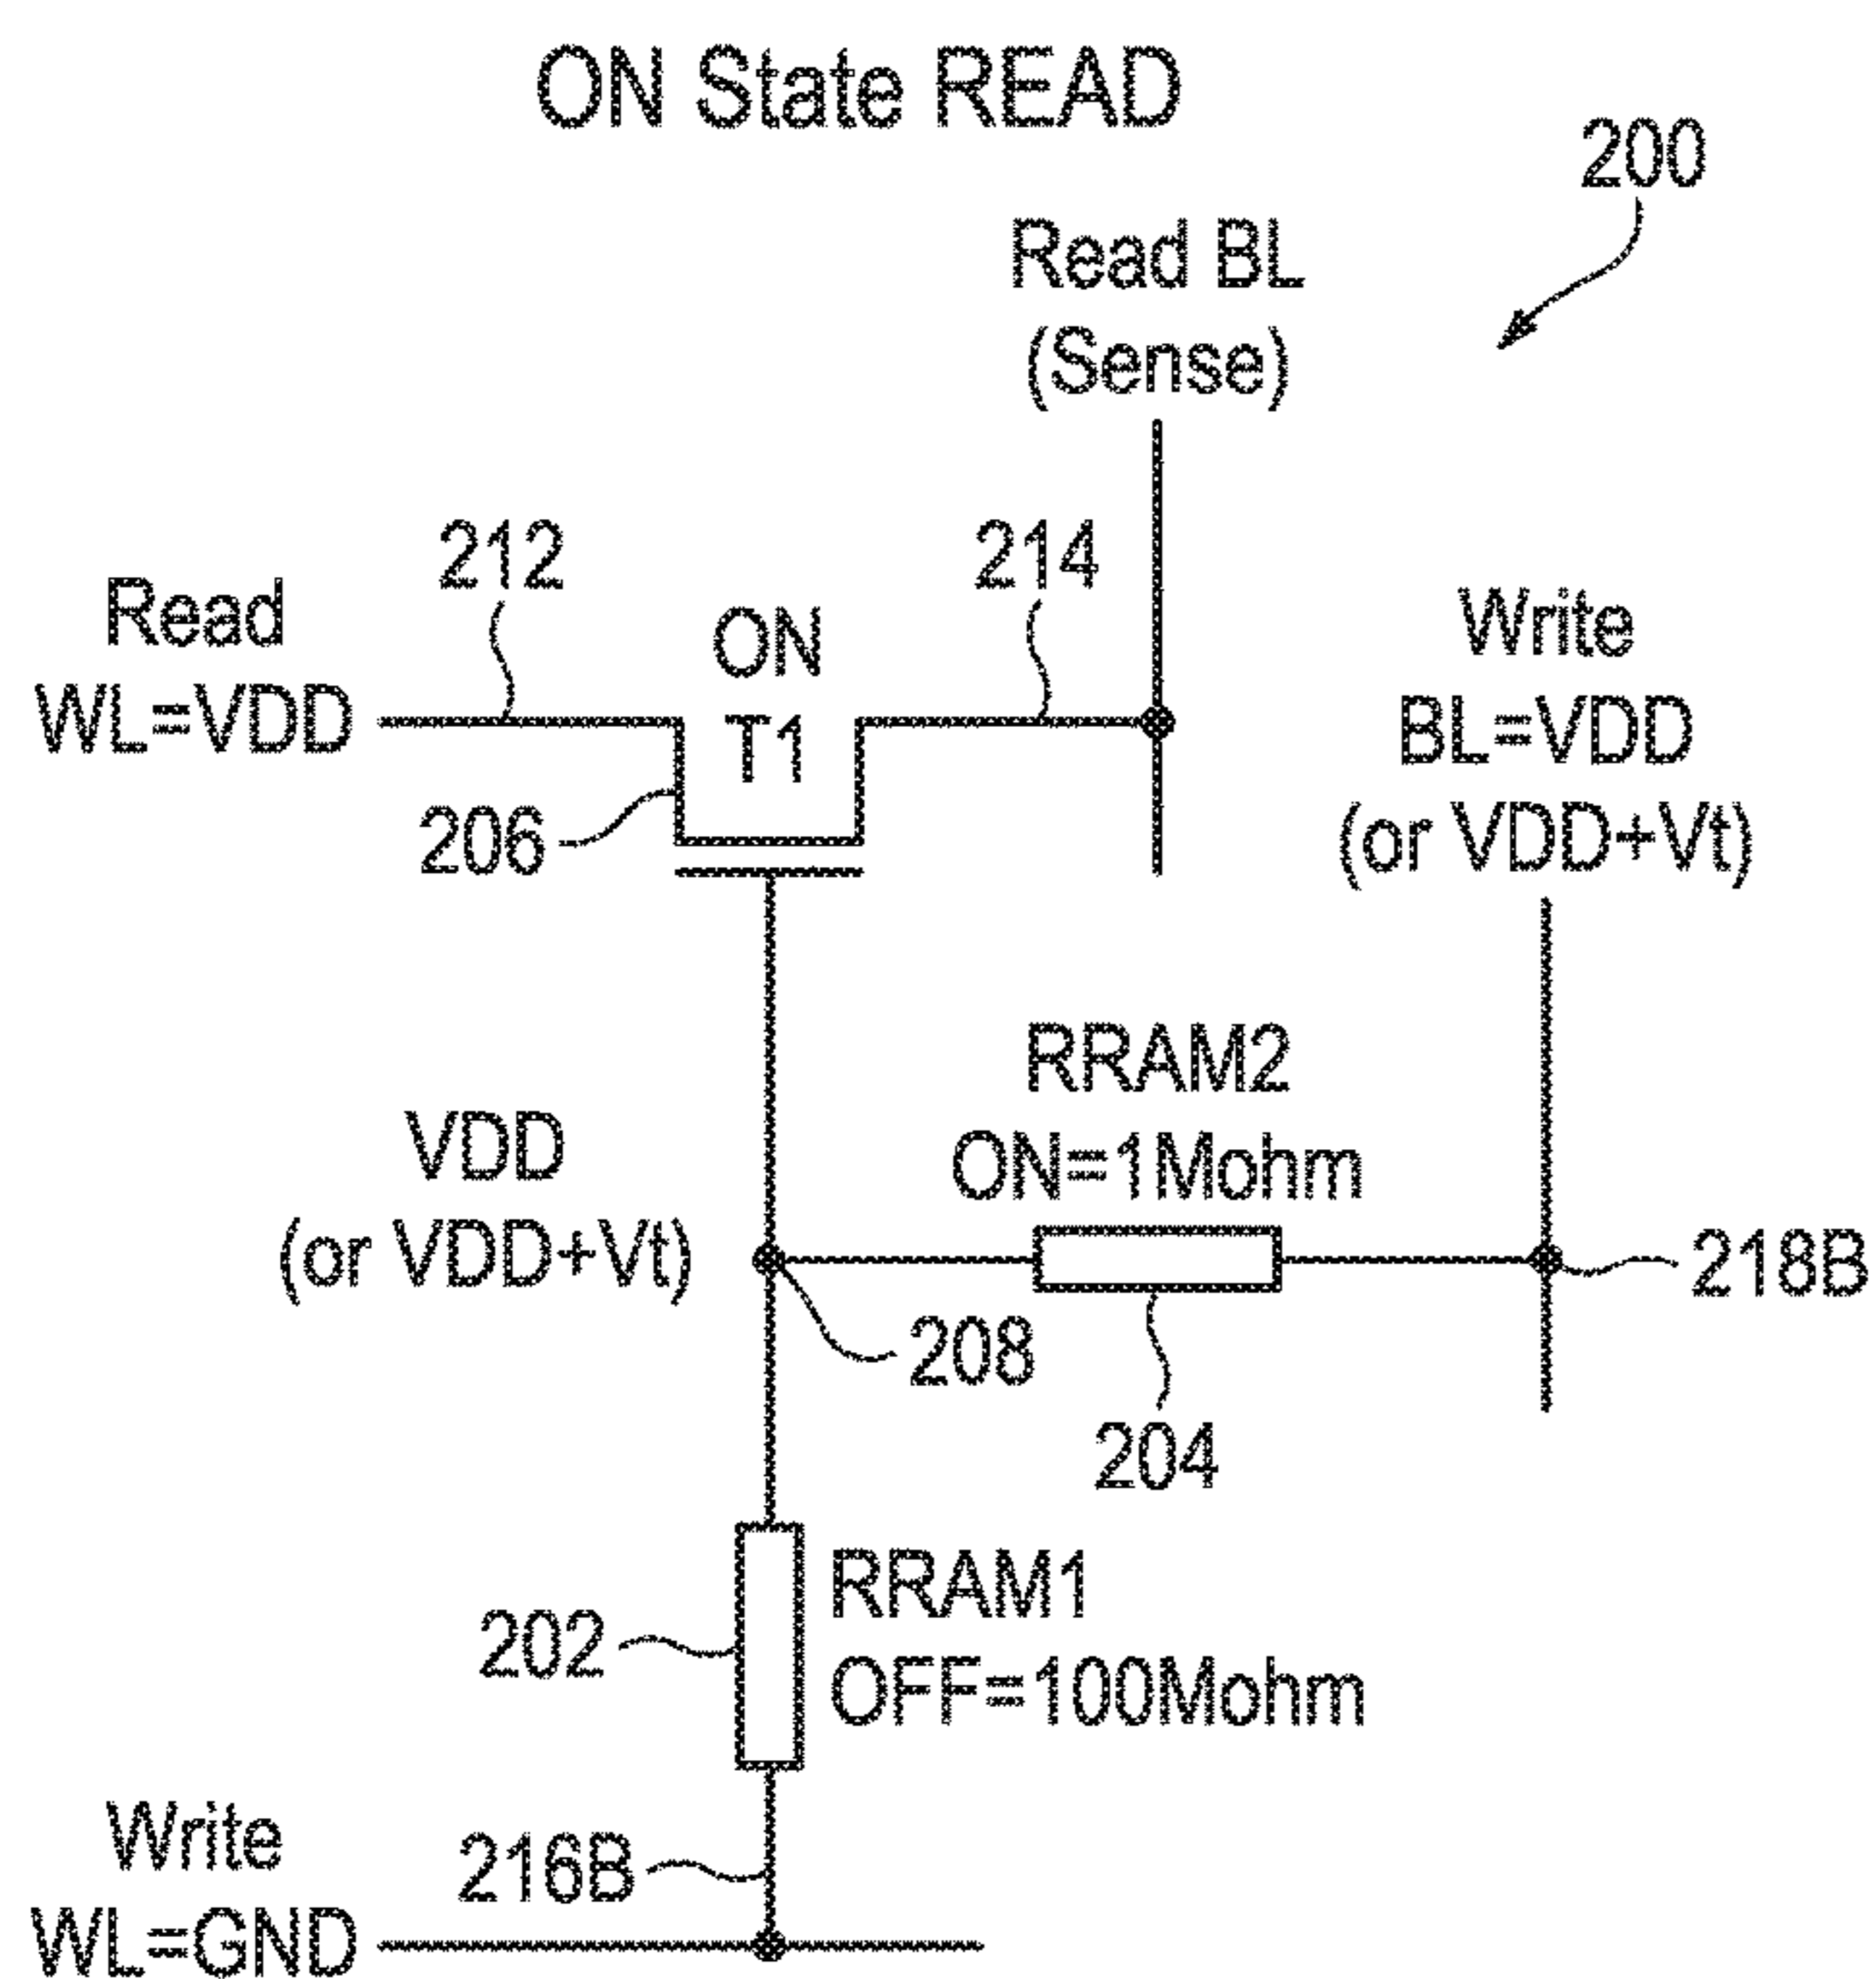 ON State READ
200
Read BL
(Sense)
212
214
Read
WL=VDD
ON
T1
Write
BL=VDD
(or VDD+Vt)
206
RRAM2
ON=1Mohm
VDD
(or VDD+Vt)
218B
208
204
RRAM1
OFF=100Mohm
202
Write
WL=GND
216B